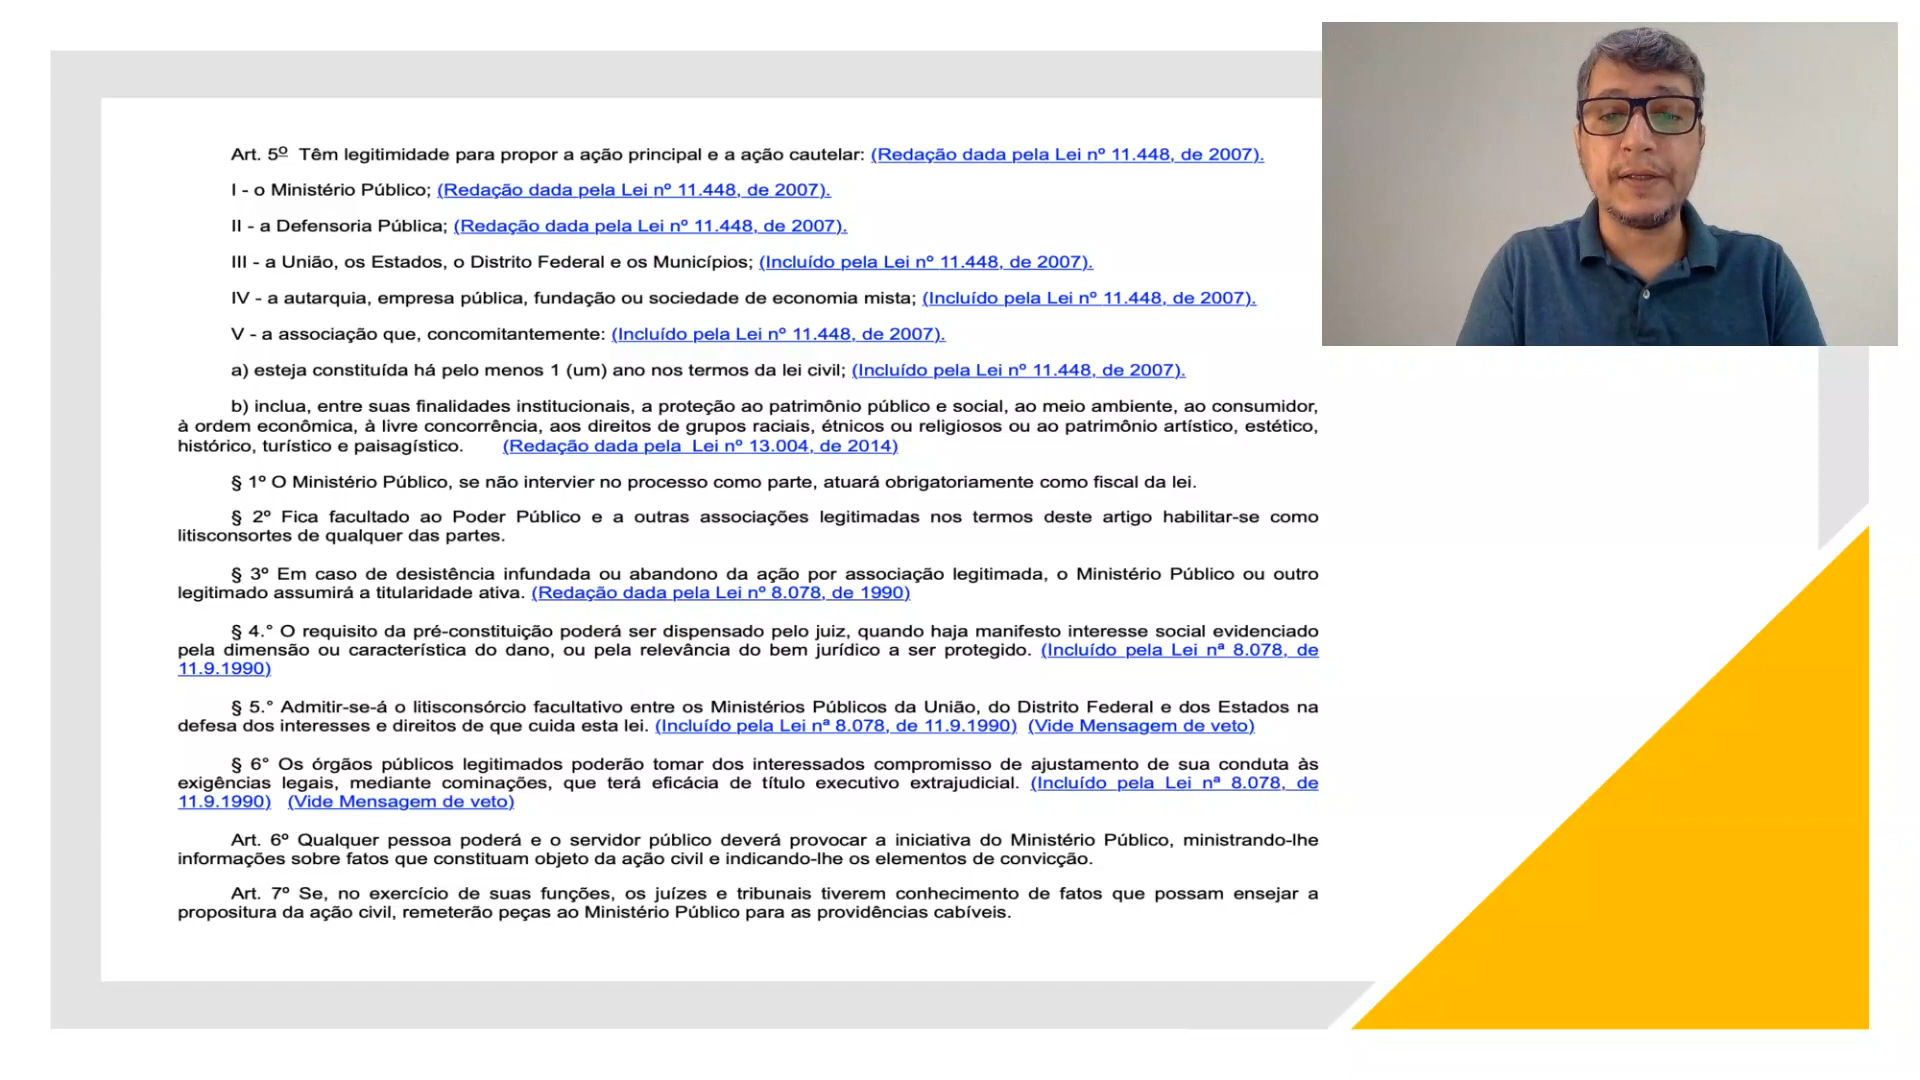 Art. 5º Têm legitimidade para propor a ação principal e a ação cautelar: (Redação dada pela Lei nº 11.448, de 2007).
I - o Ministério Público; (Redação dada pela Lei nº 11.448, de 2007).
II - a Defensoria Pública; (Redação dada pela Lei nº 11.448, de 2007).
III - a União, os Estados, o Distrito Federal e os Municípios; (Incluído pela Lei nº 11.448, de 2007).
IV - a autarquia, empresa pública, fundação ou sociedade de economia mista; (Incluído pela Lei nº 11.448, de 2007).
V - a associação que, concomitantemente: (Incluído pela Lei nº 11.448, de 2007).
a) esteja constituída há pelo menos 1 (um) ano nos termos da lei civil; (Incluído pela Lei nº 11.448, de 2007).
b) inclua, entre suas finalidades institucionais, a proteção ao patrimônio público e social, ao meio ambiente, ao consumidor,
à ordem econômica, à livre concorrência, aos direitos de grupos raciais, étnicos ou religiosos ou ao patrimônio artístico, estético,
histórico, turístico e paisagístico. (Redação dada pela Lei nº 13.004, de 2014)
§ 1º O Ministério Público, se não intervier no processo como parte, atuará obrigatoriamente como fiscal da lei.
§ 2º Fica facultado ao Poder Público e a outras associações legitimadas nos termos deste artigo habilitar-se como
litisconsortes de qualquer das partes.
§ 3º Em caso de desistência infundada ou abandono da ação por associação legitimada, o Ministério Público ou outro
legitimado assumirá a titularidade ativa. (Redação dada pela Lei nº 8.078, de 1990)
§ 4.° O requisito da pré-constituição poderá ser dispensado pelo juiz, quando haja manifesto interesse social evidenciado
pela dimensão ou característica do dano, ou pela relevância do bem jurídico a ser protegido. (Incluído pela Lei nª 8.078, de
11.9.1990)
§ 5.° Admitir-se-á o litisconsórcio facultativo entre os Ministérios Públicos da União, do Distrito Federal e dos Estados na
defesa dos interesses e direitos de que cuida esta lei. (Incluído pela Lei nª 8.078, de 11.9.1990) (Vide Mensagem de veto)
§ 6° Os órgãos públicos legitimados poderão tomar dos interessados compromisso de ajustamento de sua conduta às
exigências legais, mediante cominações, que terá eficácia de título executivo extrajudicial. (Incluído pela Lei nª 8.078, de
11.9.1990) (Vide Mensagem de veto)
Art. 6º Qualquer pessoa poderá e o servidor público deverá provocar a iniciativa do Ministério Público, ministrando-lhe
informações sobre fatos que constituam objeto da ação civil e indicando-lhe os elementos de convicção.
Art. 7º Se, no exercício de suas funções, os juízes e tribunais tiverem conhecimento de fatos que possam ensejar a
propositura da ação civil, remeterão peças ao Ministério Público para as providências cabíveis.